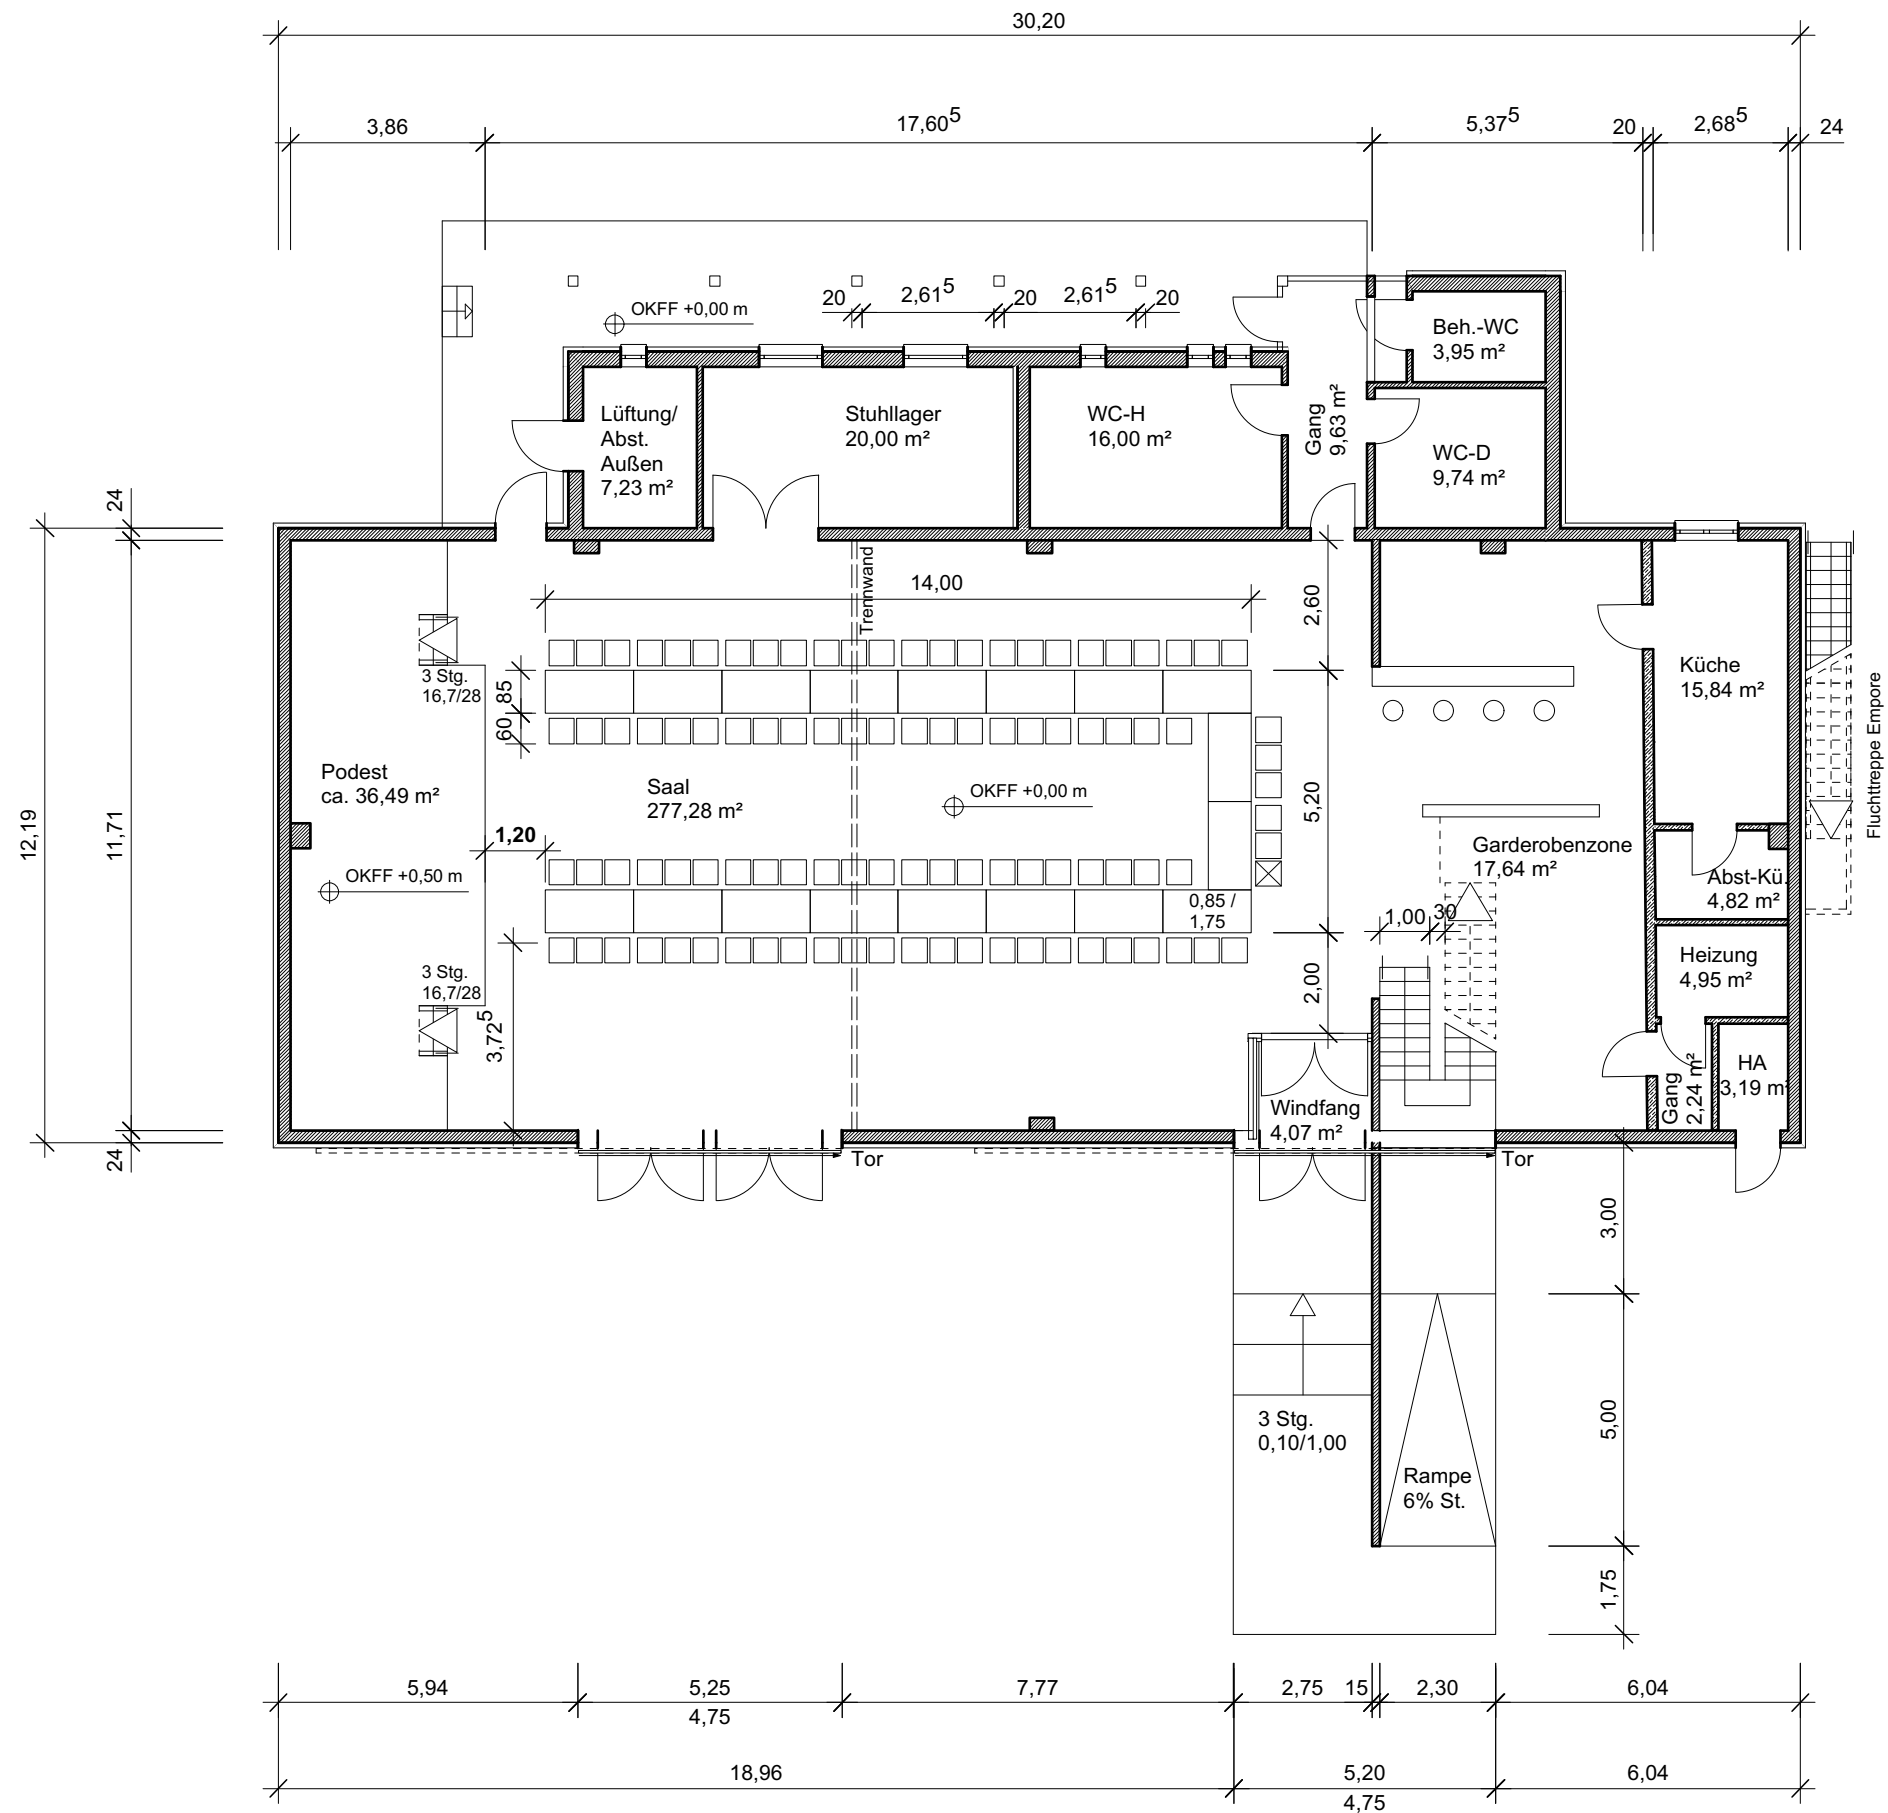 30,20
3,86
17,60⁵
5,37⁵
20
2,68⁵
24
20
2,61⁵
20
2,61⁵
20
OKFF +0,00 m
Beh.-WC
3,95 m²
Lüftung/
Abst.
Außen
7,23 m²
Stuhllager
20,00 m²
WC-H
16,00 m²
Gang
9,63 m²
WC-D
9,74 m²
24
12,19
11,71
24
Trennwand
14,00
2,60
3 Stg.
16,7/28
85
60
Küche
15,84 m²
Fluchttreppe Empore
Podest
ca. 36,49 m²
Saal
277,28 m²
OKFF +0,00 m
5,20
1,20
Garderobenzone
17,64 m²
OKFF +0,50 m
Abst-Kü.
4,82 m²
0,85 /
1,75
1,00
30
Heizung
4,95 m²
3 Stg.
16,7/28
2,00
3,72⁵
Gang
2,24 m²
HA
3,19 m²
Windfang
4,07 m²
Tor
Tor
3,00
5,00
1,75
3 Stg.
0,10/1,00
Rampe
6% St.
5,94
5,25
4,75
7,77
2,75
15
2,30
6,04
18,96
5,20
4,75
6,04